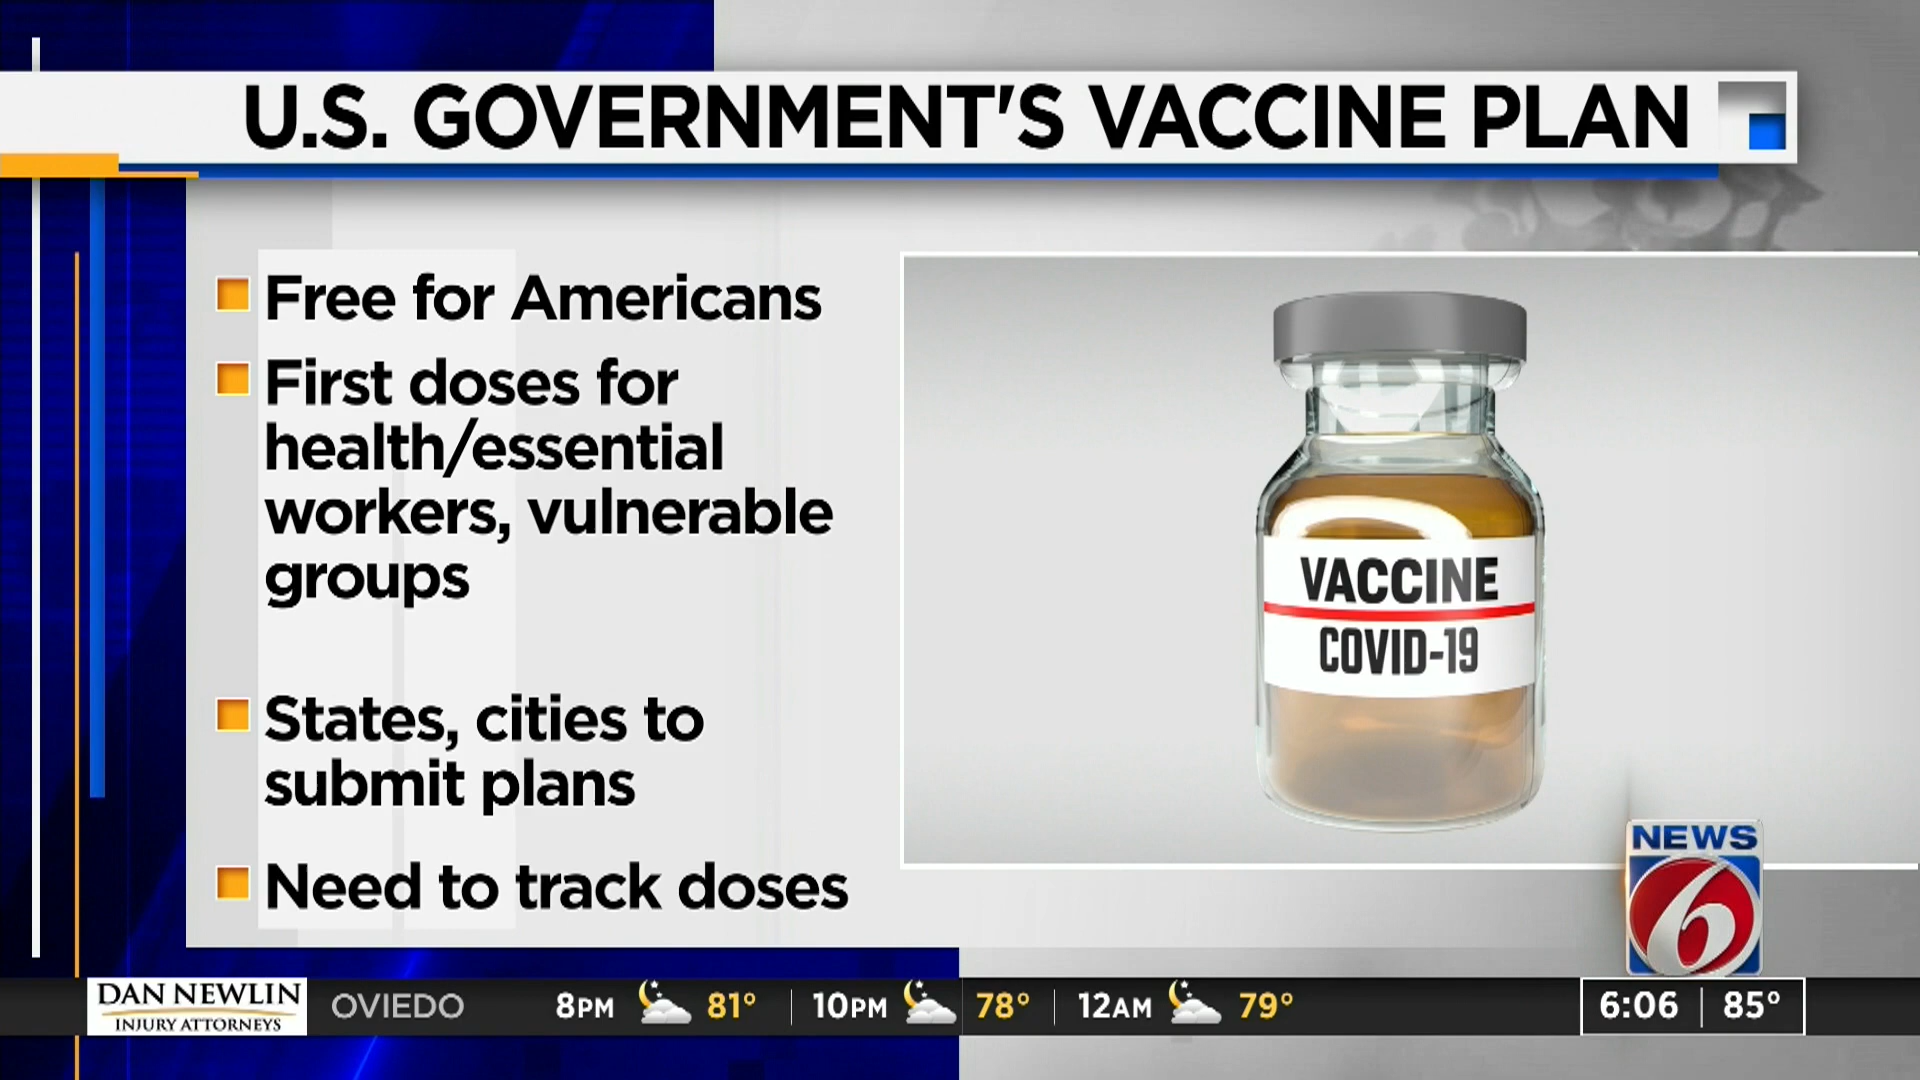 U.S. GOVERNMENT'S VACCINE PLAN
Free for Americans
First doses for
health/essential
workers, vulnerable
groups
States, cities to
submit plans
Need to track doses
VACCINE
COVID-19
NEWS
6
DAN NEWLIN
INJURY ATTORNEYS
OVIEDO
8PM 81° 10PM 78° 12AM 79°
6:06 85°